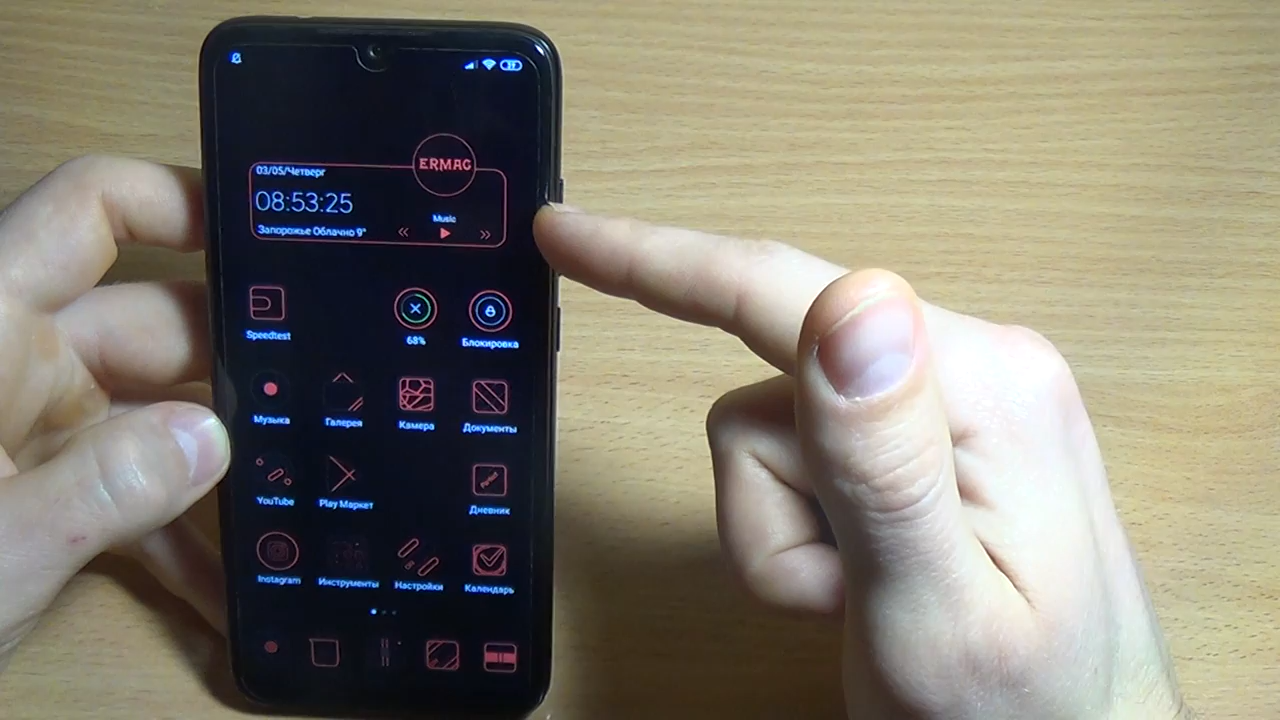 ERMAC
03/05/Четверг
08:53:25
Music
Запорожье Облачно 9°
Speedtest
68%
Блокировка
Музыка
Галерея
Камера
Документы
YouTube
Play Маркет
Дневник
Instagram
Инструменты
Настройки
Календарь